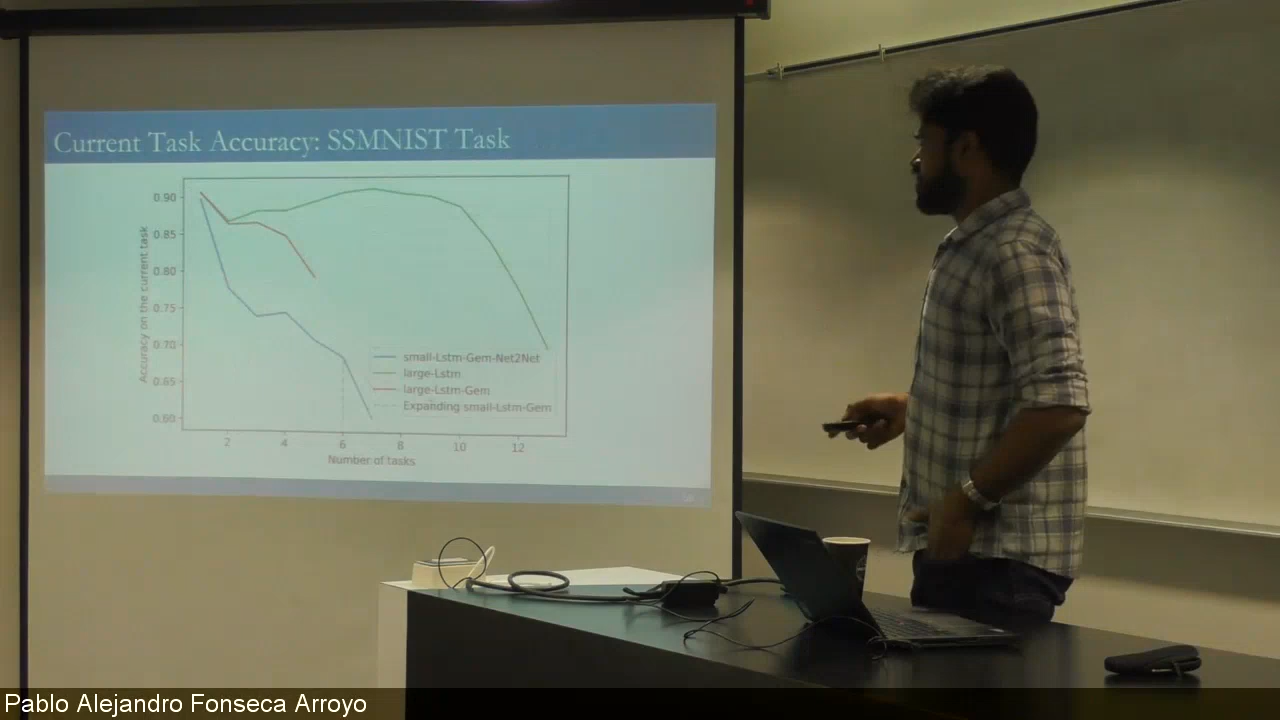 Current Task Accuracy: SSMNIST Task
0.90
0.85
0.80
0.75
0.70
0.65
0.60
Accuracy on the current task
small-Lstm-Gem-Net2Net
large-Lstm
large-Lstm-Gem
Expanding small-Lstm-Gem
2 4 6 8 10 12
Number of tasks
Pablo Alejandro Fonseca Arroyo